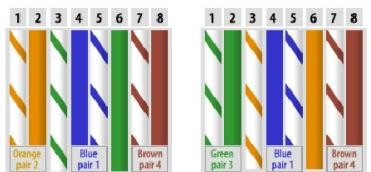 1 2 3 4 5 6 7 8
1 2 3 4 5 6 7 8
Orange
pair 2
Blue
pair 1
Brown
pair 4
Green
pair 3
Blue
pair 1
Brown
pair 4